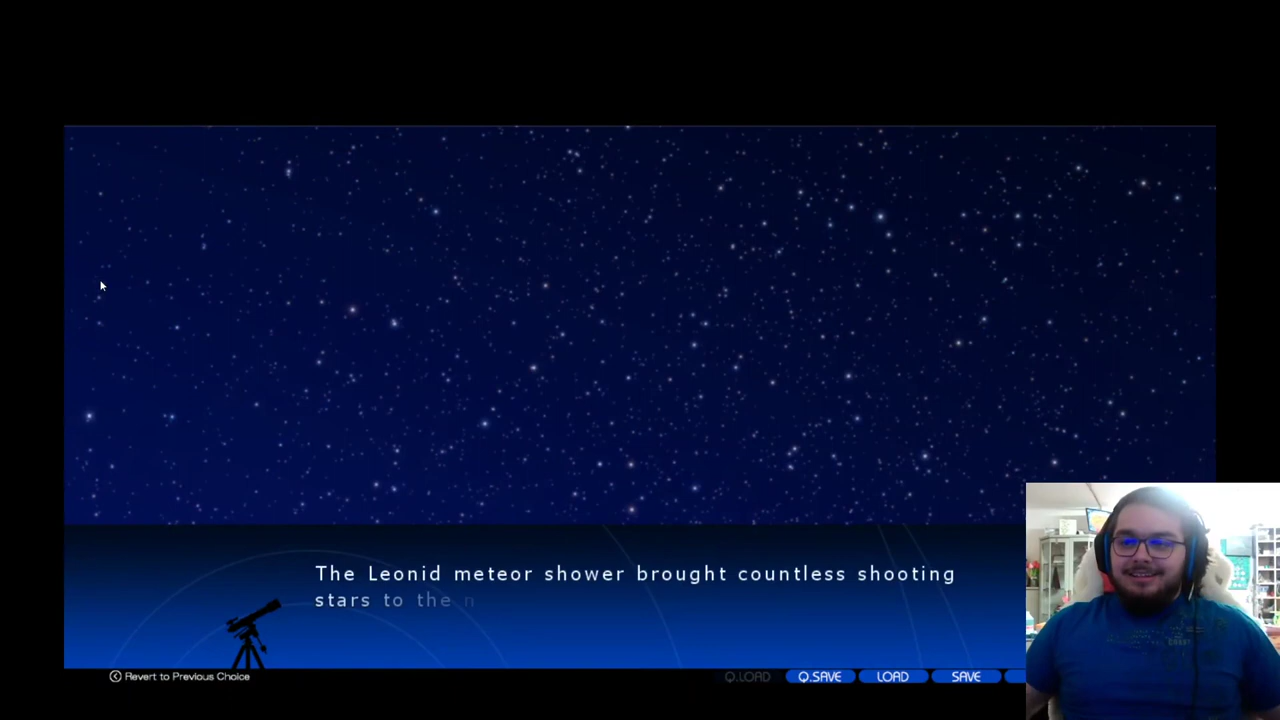 The Leonid meteor shower brought countless shooting
stars to the n
Revert to Previous Choice
Q.LOAD Q.SAVE LOAD SAVE